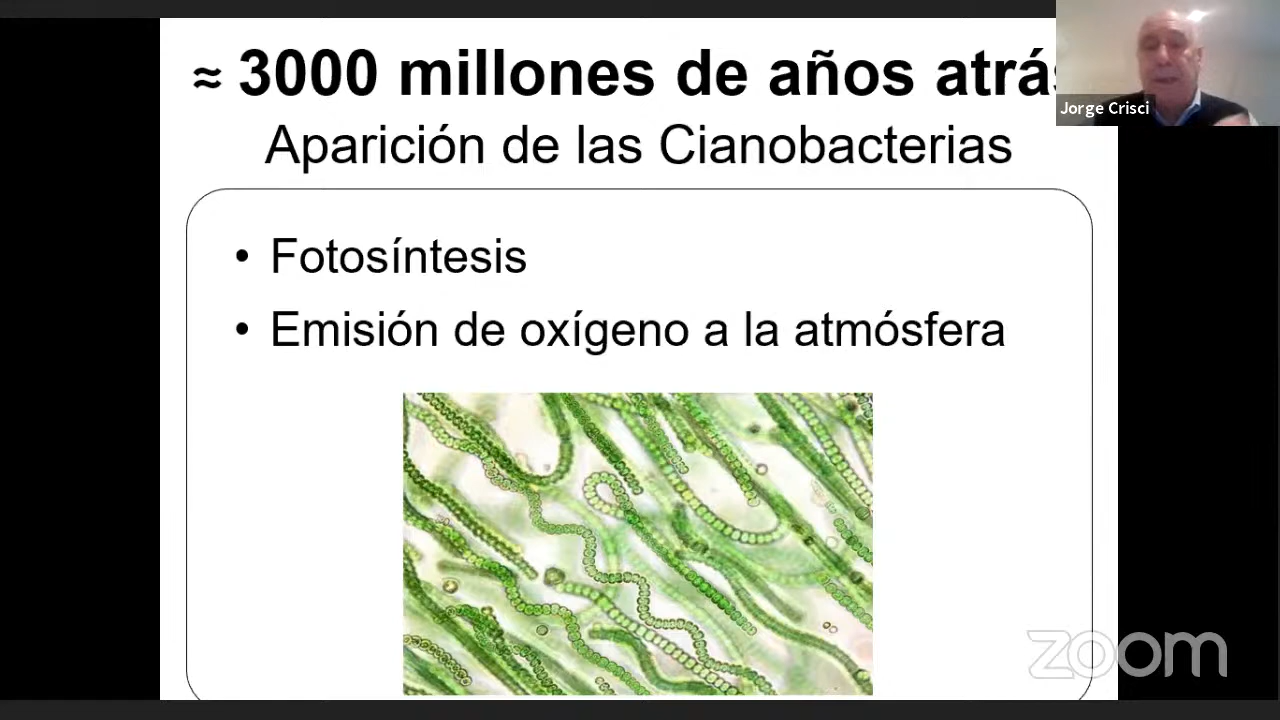 ≈ 3000 millones de años atrás
Jorge Crisci
Aparición de las Cianobacterias
• Fotosíntesis
• Emisión de oxígeno a la atmósfera
zoom